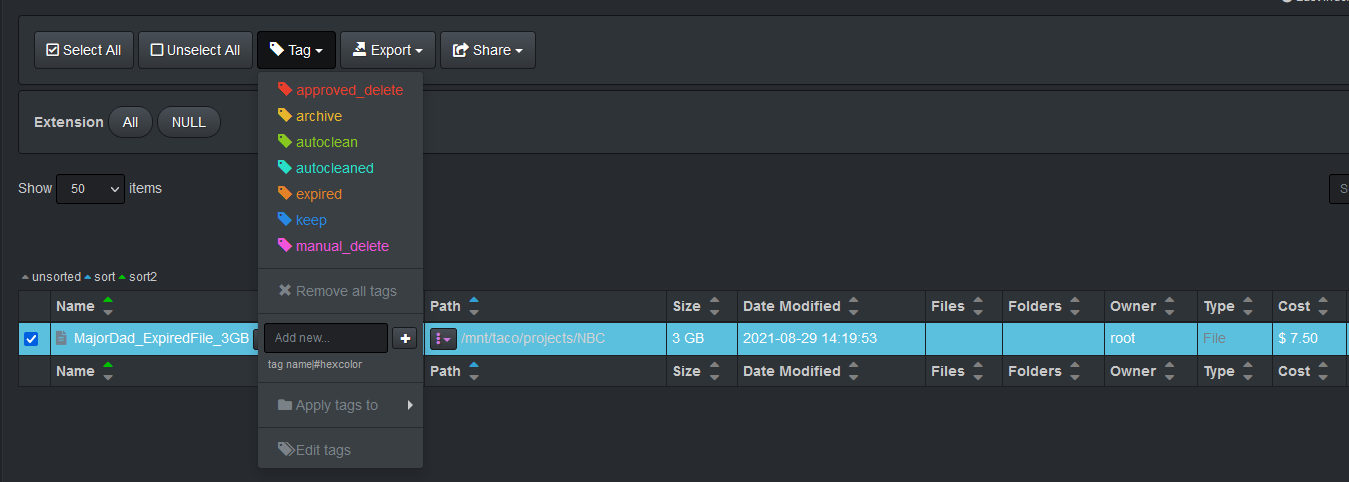 Select All Unselect All Tag Export Share
approved_delete
archive
Extension All NULL
autoclean
autocleaned
Show 50 items
expired
keep
manual_delete
unsorted sort sort2
Remove all tags
Name Path Size Date Modified Files Folders Owner Type Cost
MajorDad_ExpiredFile_3GB Add new... /mnt/taco/projects/NBC 3 GB 2021-08-29 14:19:53 root File $ 7.50
tag name|#hexcolor
Name Path Size Date Modified Files Folders Owner Type Cost
Apply tags to
Edit tags